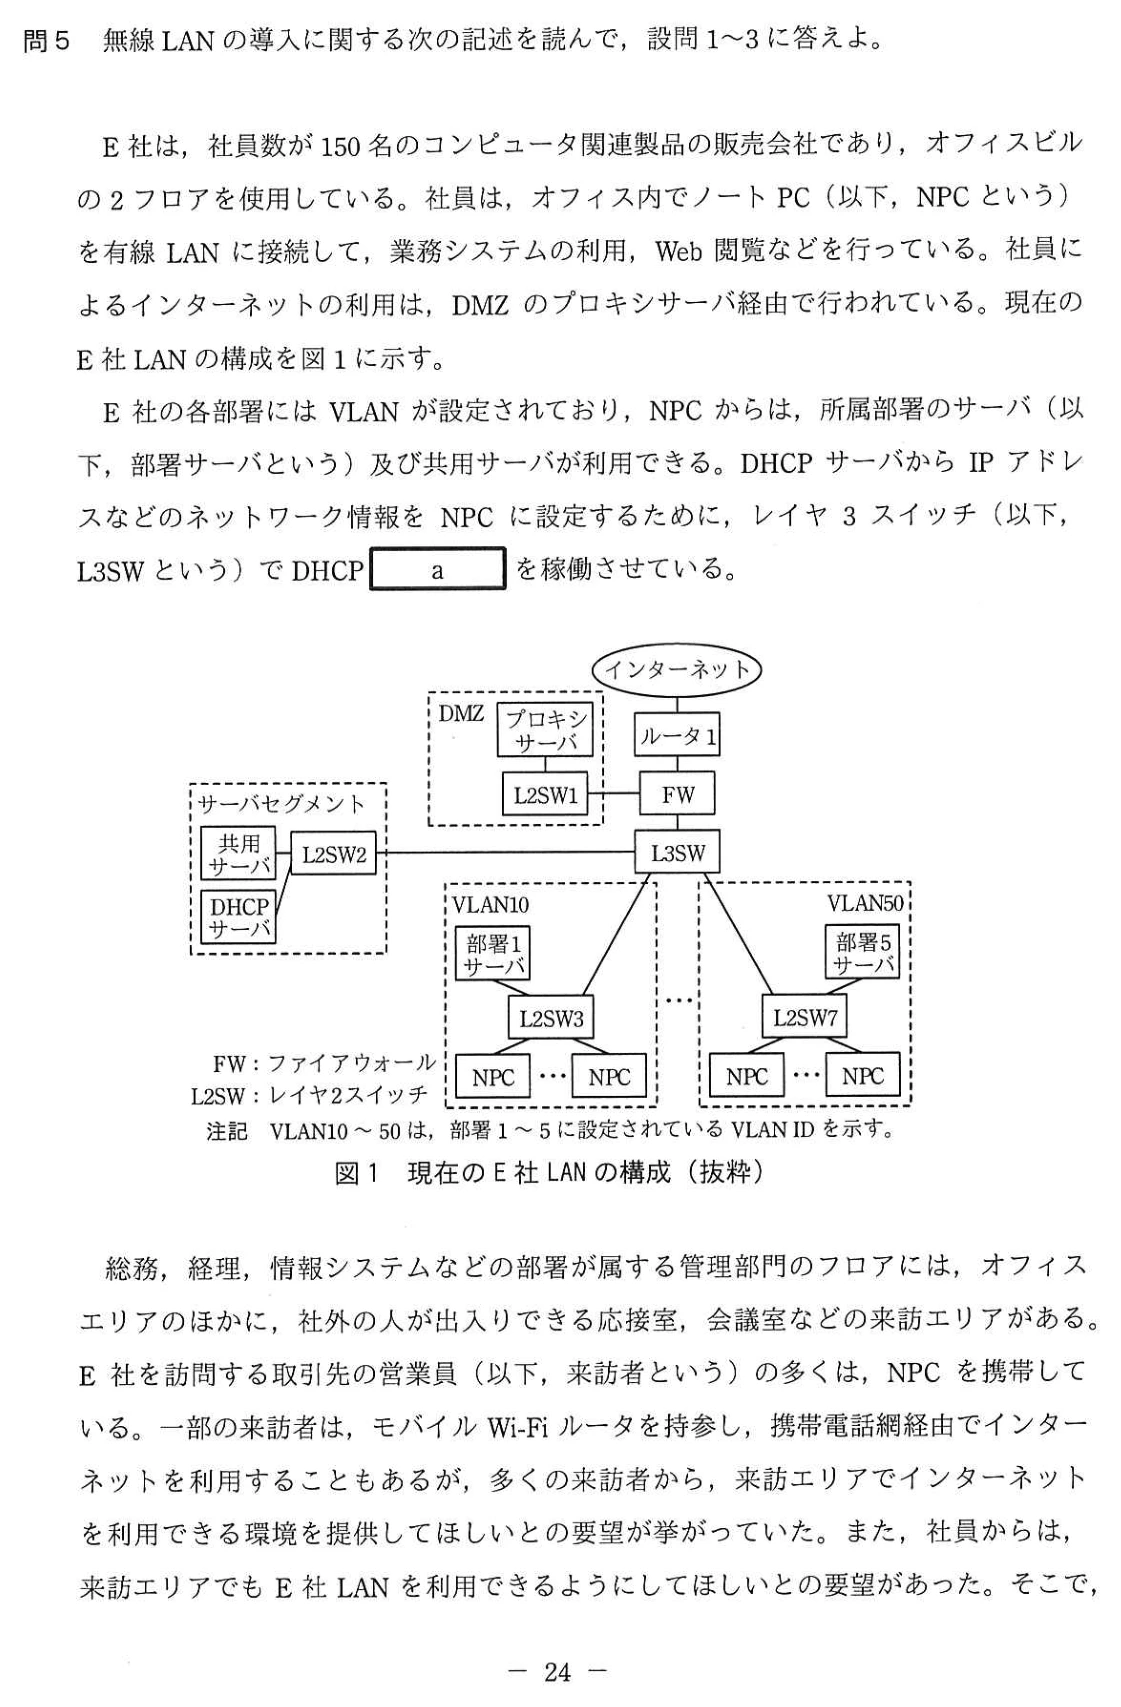 問5 無線LANの導入に関する次の記述を読んで，設問1～3に答えよ。
E社は，社員数が150名のコンピュータ関連製品の販売会社であり，オフィスビル
の2フロアを使用している。社員は，オフィス内でノートPC（以下，NPCという）
を有線LANに接続して，業務システムの利用，Web閲覧などを行っている。社員に
よるインターネットの利用は，DMZのプロキシサーバ経由で行われている。現在の
E社LANの構成を図1に示す。
E社の各部署にはVLANが設定されており，NPCからは，所属部署のサーバ（以
下，部署サーバという）及び共用サーバが利用できる。DHCPサーバからIPアドレ
スなどのネットワーク情報をNPCに設定するために，レイヤ3スイッチ（以下，
L3SWという）でDHCP a を稼働させている。
インターネット
DMZ
プロキシ
サーバ
ルータ1
L2SW1
FW
サーバセグメント
共用
サーバ
L2SW2
L3SW
DHCP
サーバ
VLAN10
VLAN50
部署1
サーバ
部署5
サーバ
…
L2SW3
L2SW7
FW：ファイアウォール
NPC … NPC
NPC … NPC
L2SW：レイヤ2スイッチ
注記 VLAN10～50は，部署1～5に設定されているVLAN IDを示す。
図1 現在のE社LANの構成（抜粋）
総務，経理，情報システムなどの部署が属する管理部門のフロアには，オフィス
エリアのほかに，社外の人が出入りできる応接室，会議室などの来訪エリアがある。
E社を訪問する取引先の営業員（以下，来訪者という）の多くは，NPCを携帯して
いる。一部の来訪者は，モバイルWi-Fiルータを持参し，携帯電話網経由でインター
ネットを利用することもあるが，多くの来訪者から，来訪エリアでインターネット
を利用できる環境を提供してほしいとの要望が挙がっていた。また，社員からは，
来訪エリアでもE社LANを利用できるようにしてほしいとの要望があった。そこで，
－ 24 －